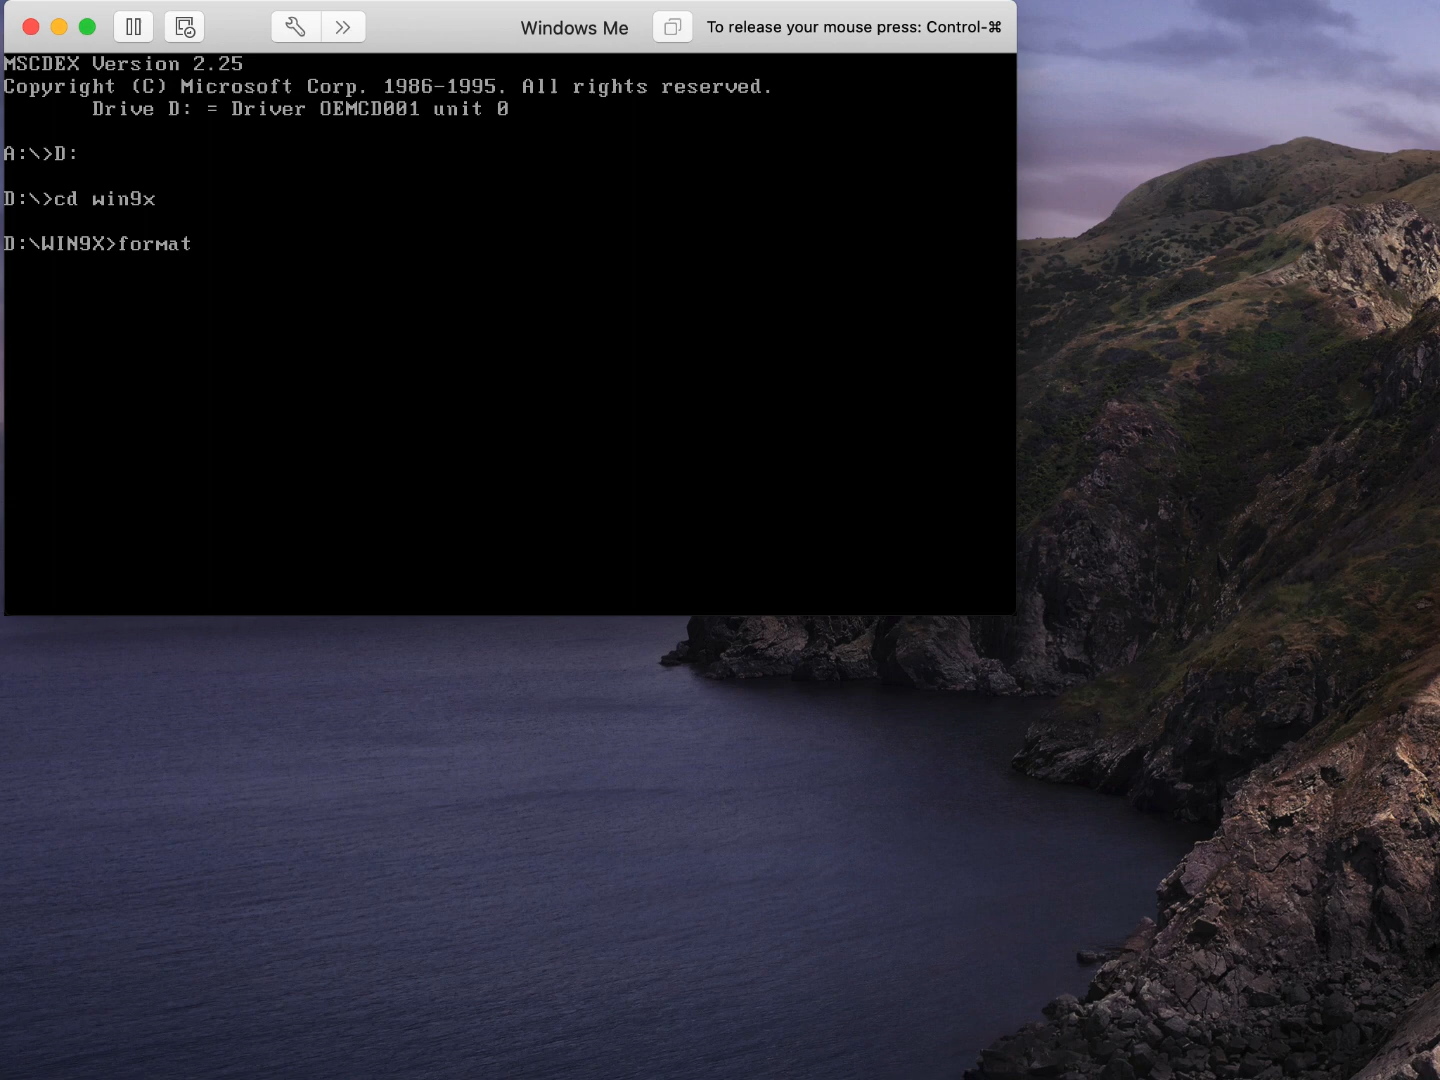 Windows Me
To release your mouse press: Control-⌘
MSCDEX Version 2.25
Copyright (C) Microsoft Corp. 1986-1995. All rights reserved.
Drive D: = Driver OEMCD001 unit 0
A:\>D:
D:\>cd win9x
D:\WIN9X>format